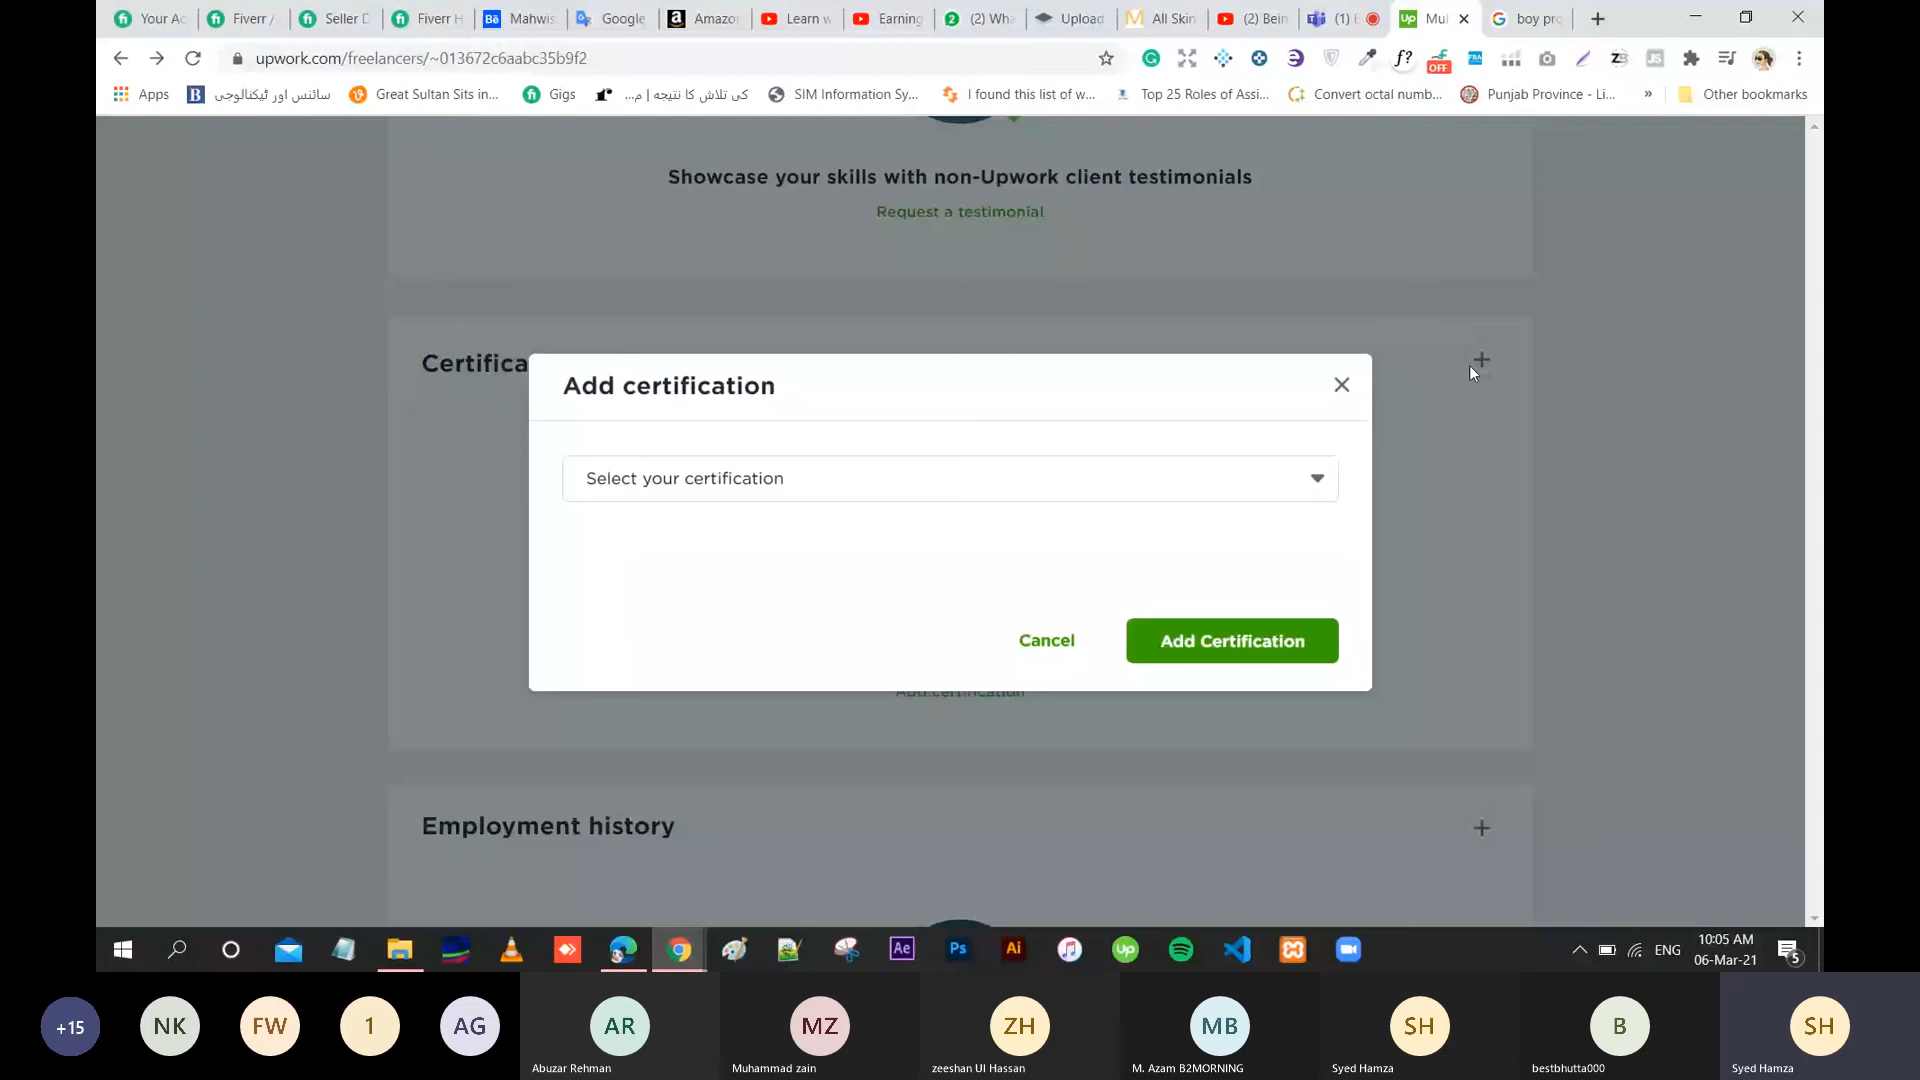 Your Ac
Fiverr /
Seller D
Fiverr H
Mahwis
Google
Amazo
Learn w
Earning
(2) Wha
Upload
All Skin
(2) Bein
(1)
Mul
boy pro
upwork.com/freelancers/~013672c6aabc35b9f2
Apps
سائنس اور ٹیکنالوجی
Great Sultan Sits in...
Gigs
کی تلاش کا نتیجہ | م...
SIM Information Sy...
I found this list of w...
Top 25 Roles of Assi...
Convert octal numb...
Punjab Province - Li...
»
Other bookmarks
Showcase your skills with non-Upwork client testimonials
Request a testimonial
Certifica
Add certification
Select your certification
Cancel
Add Certification
Add certification
Employment history
ENG
10:05 AM
06-Mar-21
5
+15
NK
FW
1
AG
AR
Abuzar Rehman
MZ
Muhammad zain
ZH
zeeshan Ul Hassan
MB
M. Azam B2MORNING
SH
Syed Hamza
B
bestbhutta000
SH
Syed Hamza